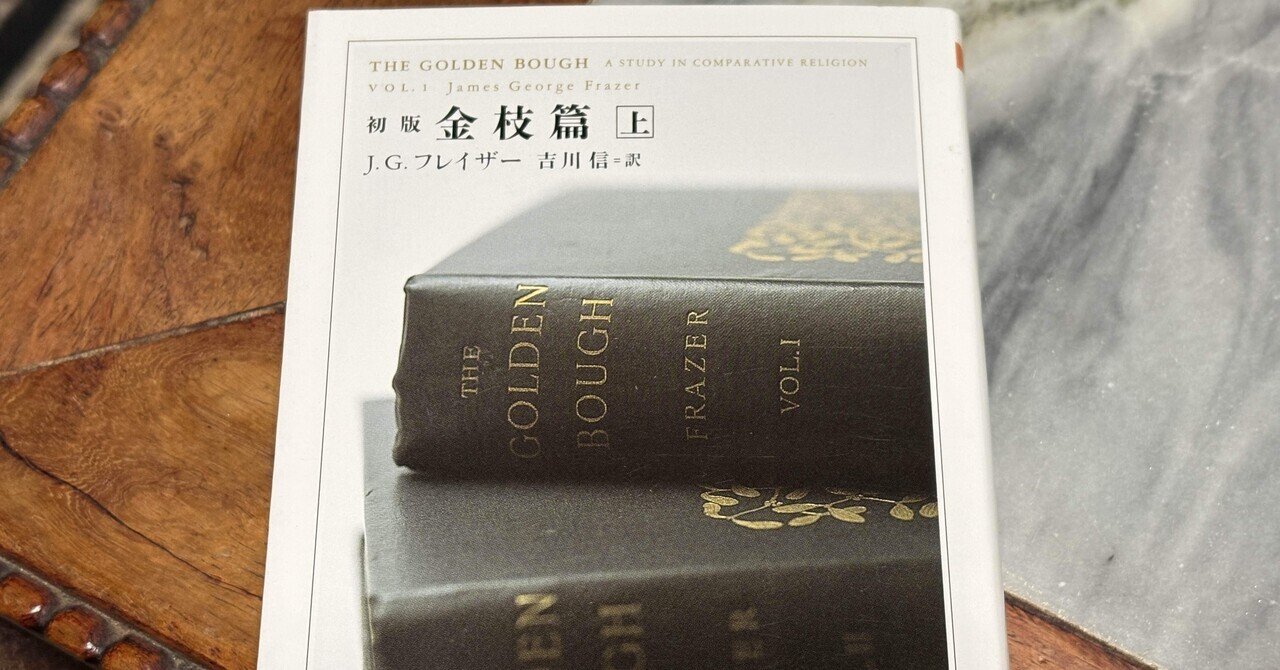 THE GOLDEN BOUGH A STUDY IN COMPARATIVE RELIGION
VOL. 1 James George Frazer
初版 金枝篇 上
J.G.フレイザー 吉川信=訳
THE
GOLDEN
BOUGH
FRAZER
VOL.I